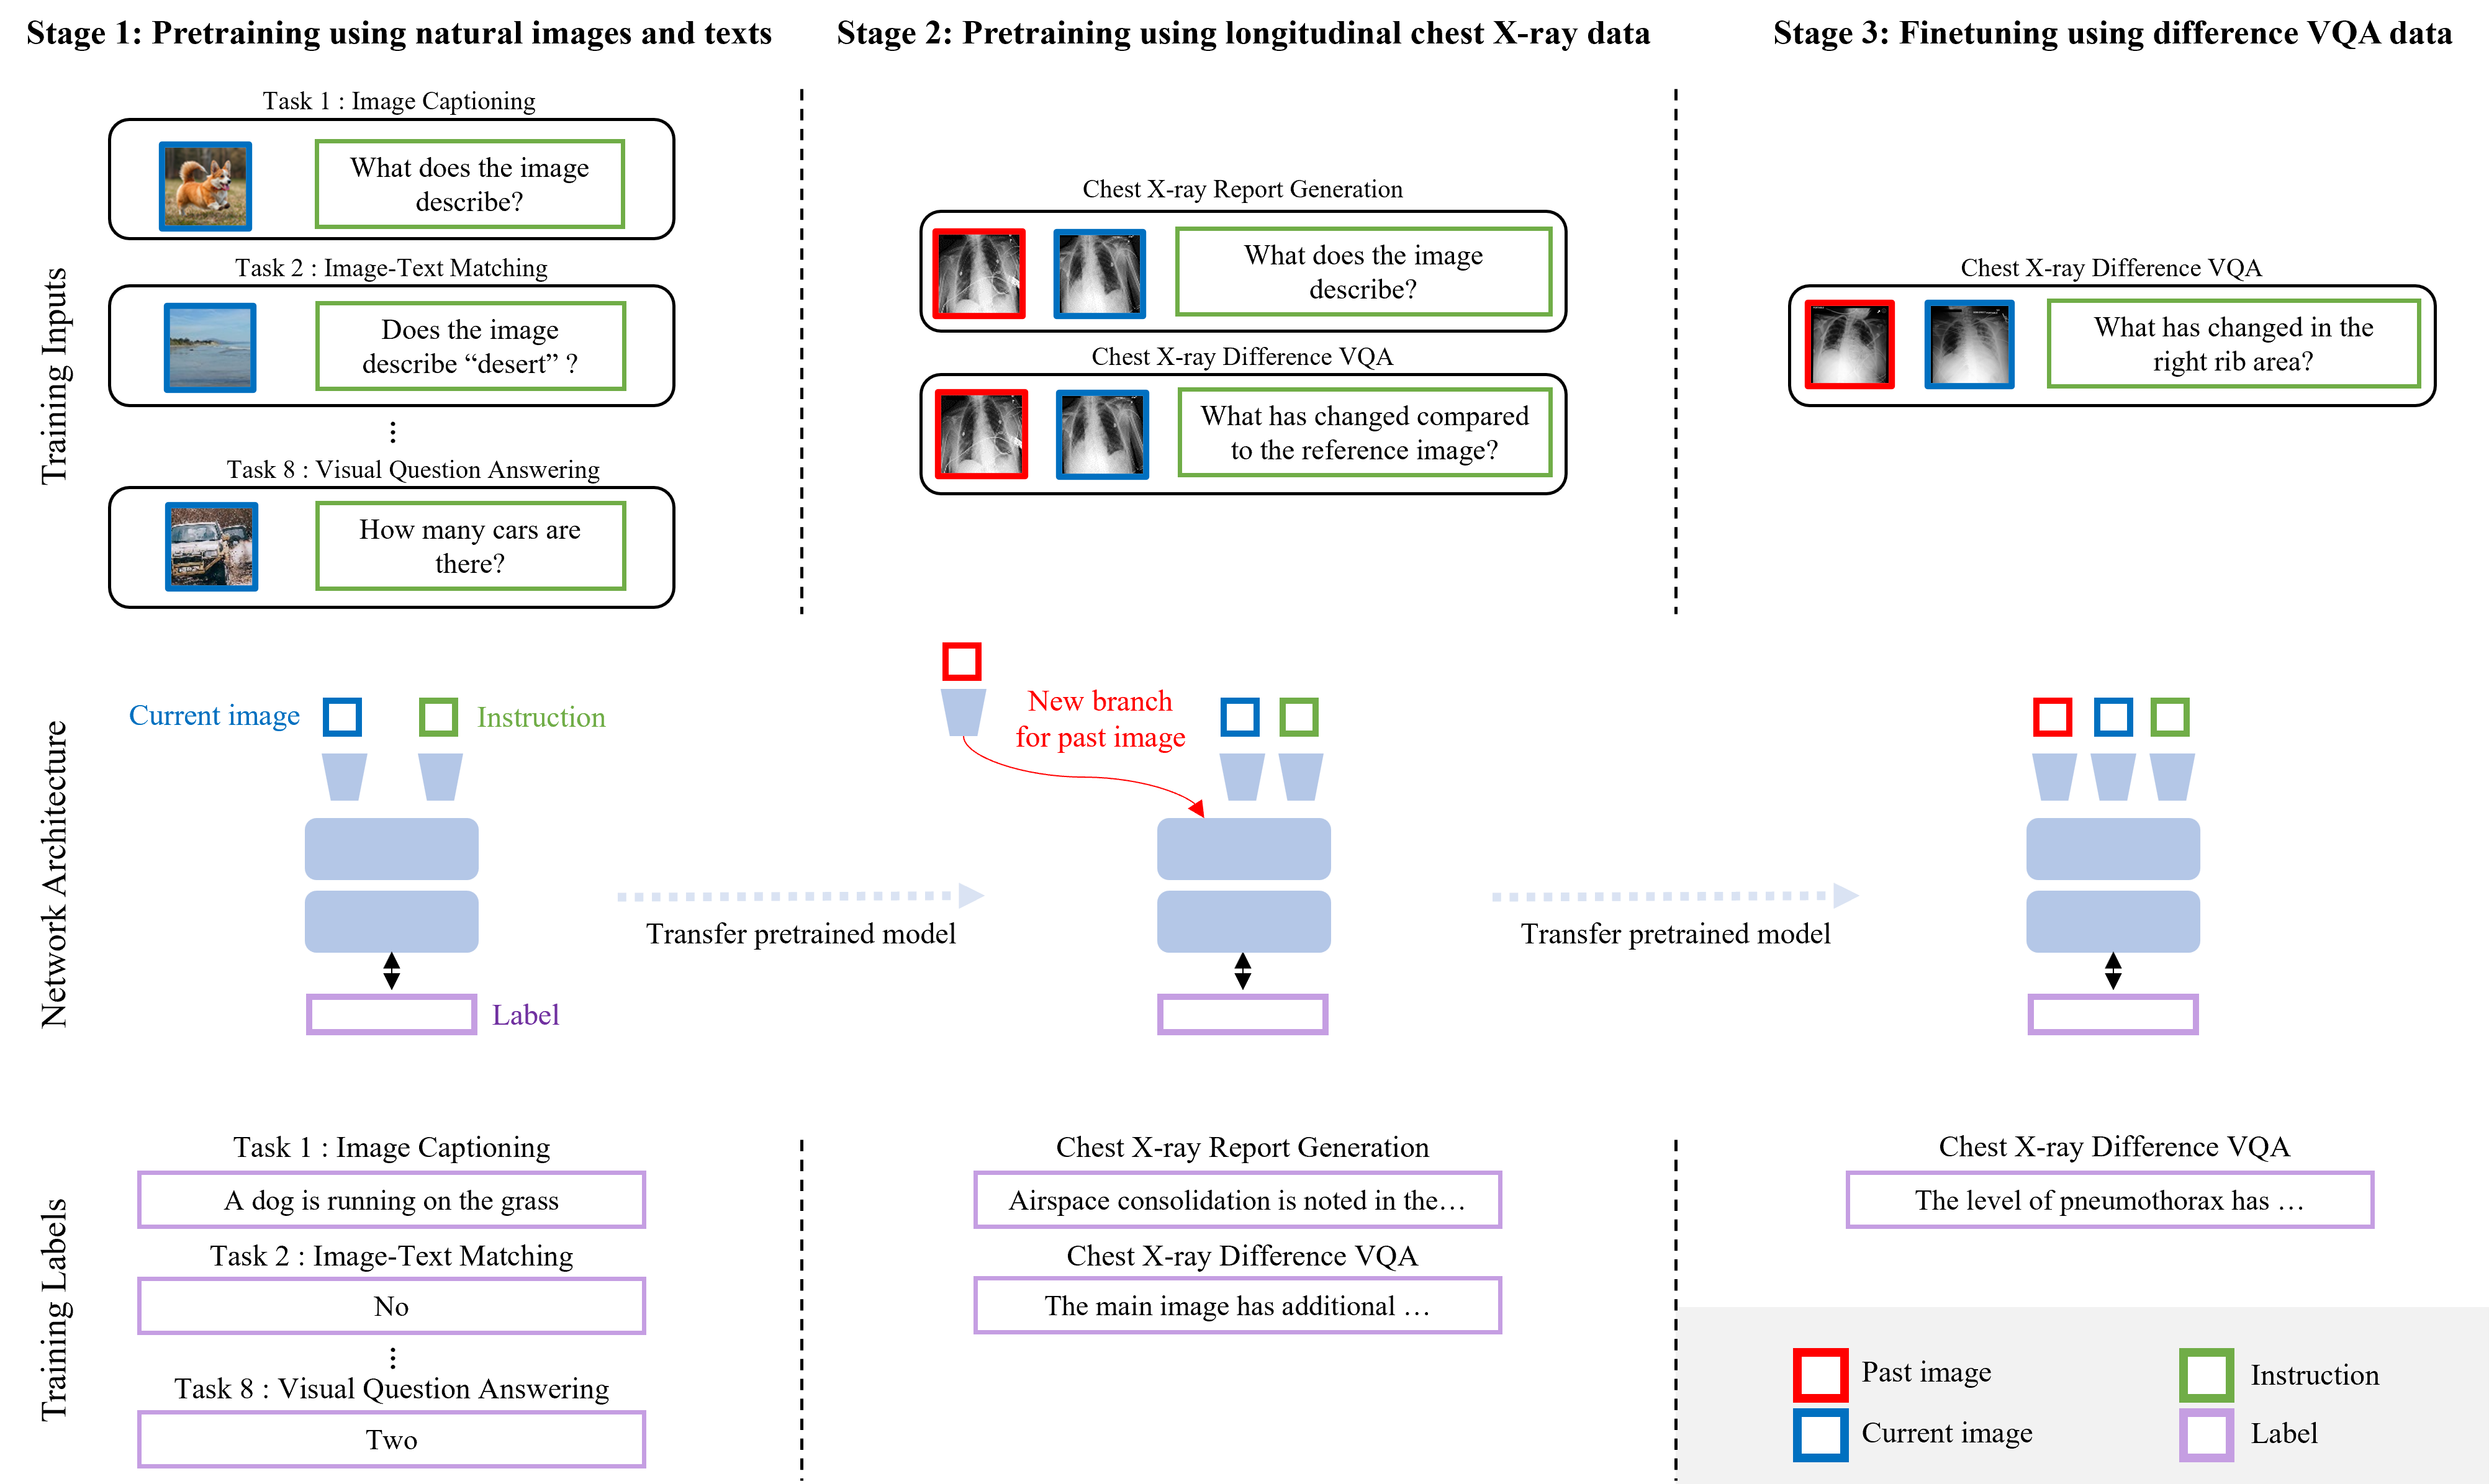 Stage 1: Pretraining using natural images and texts
Stage 2: Pretraining using longitudinal chest X-ray data
Stage 3: Finetuning using difference VQA data
Training Inputs
Task 1 : Image Captioning
What does the image
describe?
Task 2 : Image-Text Matching
Does the image
describe “desert” ?
⋮
Task 8 : Visual Question Answering
How many cars are
there?
Chest X-ray Report Generation
What does the image
describe?
Chest X-ray Difference VQA
What has changed compared
to the reference image?
Chest X-ray Difference VQA
What has changed in the
right rib area?
Network Architecture
Current image
Instruction
Label
Transfer pretrained model
New branch
for past image
Transfer pretrained model
Training Labels
Task 1 : Image Captioning
A dog is running on the grass
Task 2 : Image-Text Matching
No
⋮
Task 8 : Visual Question Answering
Two
Chest X-ray Report Generation
Airspace consolidation is noted in the…
Chest X-ray Difference VQA
The main image has additional …
Chest X-ray Difference VQA
The level of pneumothorax has …
Past image
Instruction
Current image
Label